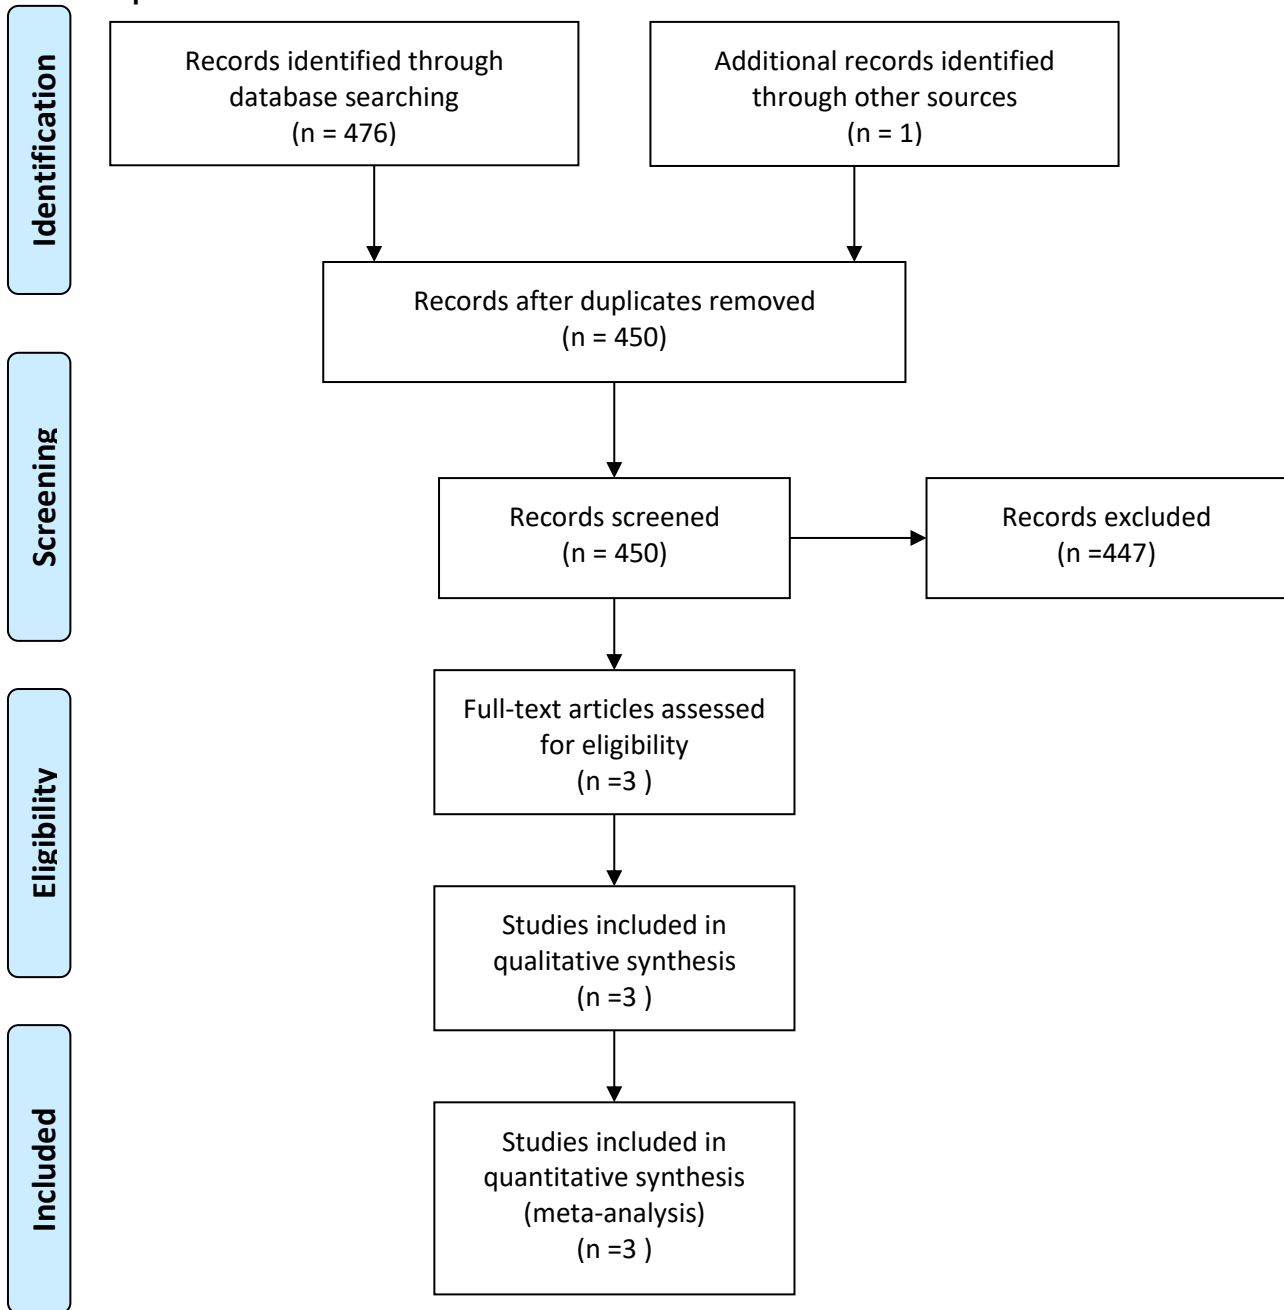 Identification
Records identified through
database searching
(n = 476)
Additional records identified
through other sources
(n = 1)
Records after duplicates removed
(n = 450)
Screening
Records screened
(n = 450)
Records excluded
(n =447)
Eligibility
Full-text articles assessed
for eligibility
(n =3 )
Studies included in
qualitative synthesis
(n =3 )
Included
Studies included in
quantitative synthesis
(meta-analysis)
(n =3 )